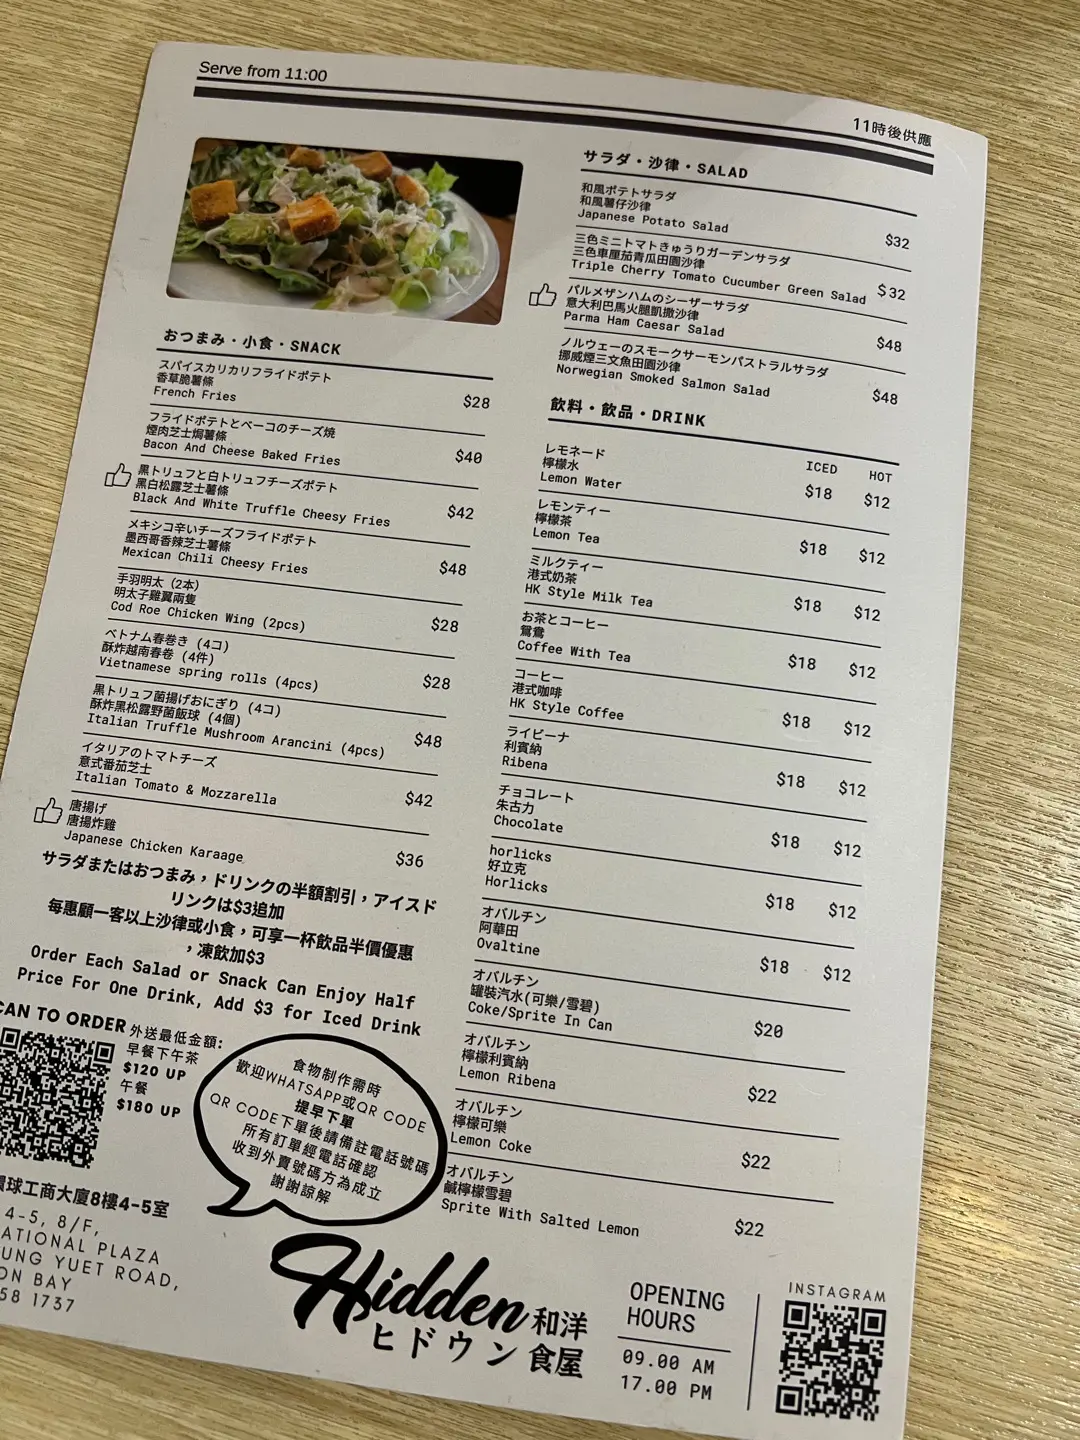 Serve from 11:00
11時後供應
おつまみ・小食・SNACK
スパイスカリカリフライドポテト
香草脆薯條
French Fries
$28
フライドポテトとベーコのチーズ焼
煙肉芝士焗薯條
Bacon And Cheese Baked Fries
$40
黒トリュフと白トリュフチーズポテト
黑白松露芝士薯條
Black And White Truffle Cheesy Fries
$42
メキシコ辛いチーズフライドポテト
墨西哥香辣芝士薯條
Mexican Chili Cheesy Fries
$48
手羽明太 (2本)
明太子雞翼兩隻
Cod Roe Chicken Wing (2pcs)
$28
ベトナム春巻き (4コ)
酥炸越南春卷 (4件)
Vietnamese spring rolls (4pcs)
$28
黒トリュフ菌揚げおにぎり (4コ)
酥炸黑松露野菌飯球 (4個)
Italian Truffle Mushroom Arancini (4pcs)
$48
イタリアのトマトチーズ
意式番茄芝士
Italian Tomato & Mozzarella
$42
唐揚げ
唐揚炸雞
Japanese Chicken Karaage
$36
サラダまたはおつまみ，ドリンクの半額割引，アイスド
リンクは$3追加
每惠顧一客以上沙律或小食，可享一杯飲品半價優惠
，凍飲加$3
Order Each Salad or Snack Can Enjoy Half
Price For One Drink, Add $3 for Iced Drink
サラダ・沙律・SALAD
和風ポテトサラダ
和風薯仔沙律
Japanese Potato Salad
$32
三色ミニトマトきゅうりガーデンサラダ
三色車厘茄青瓜田園沙律
Triple Cherry Tomato Cucumber Green Salad
$32
パルメザンハムのシーザーサラダ
意大利巴馬火腿凱撒沙律
Parma Ham Caesar Salad
$48
ノルウェーのスモークサーモンパストラルサラダ
挪威煙三文魚田園沙律
Norwegian Smoked Salmon Salad
$48
飲料・飲品・DRINK
ICED HOT
レモネード
檸檬水
Lemon Water
$18 $12
レモンティー
檸檬茶
Lemon Tea
$18 $12
ミルクティー
港式奶茶
HK Style Milk Tea
$18 $12
お茶とコーヒー
鴛鴦
Coffee With Tea
$18 $12
コーヒー
港式咖啡
HK Style Coffee
$18 $12
ライビーナ
利賓納
Ribena
$18 $12
チョコレート
朱古力
Chocolate
$18 $12
horlicks
好立克
Horlicks
$18 $12
オバルチン
阿華田
Ovaltine
$18 $12
オバルチン
罐裝汽水(可樂/雪碧)
Coke/Sprite In Can
$20
オバルチン
檸檬利賓納
Lemon Ribena
$22
オバルチン
檸檬可樂
Lemon Coke
$22
オバルチン
鹹檸檬雪碧
Sprite With Salted Lemon
$22
CAN TO ORDER
外送最低金額:
早餐下午茶
$120 UP
午餐
$180 UP
食物制作需時
歡迎WHATSAPP或QR CODE
提早下單
QR CODE下單後請備註電話號碼
所有訂單經電話確認
收到外賣號碼方為成立
謝謝諒解
球工商大廈8樓4-5室
4-5, 8/F,
ATIONAL PLAZA
UNG YUET ROAD,
ON BAY
58 1737
Hidden 和洋
ヒドウン 食屋
OPENING
HOURS
09.00 AM
17.00 PM
INSTAGRAM